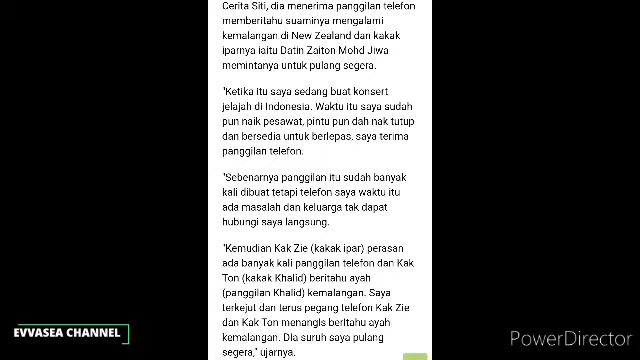 Cerita Siti, dia menerima panggilan telefon
memberitahu suaminya mengalami
kemalangan di New Zealand dan kakak
iparnya iaitu Datin Zaiton Mohd Jiwa
memintanya untuk pulang segera.
"Ketika itu saya sedang buat konsert
jelajah di Indonesia. Waktu itu saya sudah
pun naik pesawat, pintu pun dah nak tutup
dan bersedia untuk berlepas, saya terima
panggilan telefon.
"Sebenarnya panggilan itu sudah banyak
kali dibuat tetapi telefon saya waktu itu
ada masalah dan keluarga tak dapat
hubungi saya langsung.
"Kemudian Kak Zie (kakak ipar) perasan
ada banyak kali panggilan telefon dan Kak
Ton (kakak Khalid) beritahu ayah
(panggilan Khalid) kemalangan. Saya
terkejut dan terus pegang telefon Kak Zie
dan Kak Ton menangis beritahu ayah
kemalangan. Dia suruh saya pulang
segera," ujarnya.
EVVASEA CHANNEL
PowerDirector